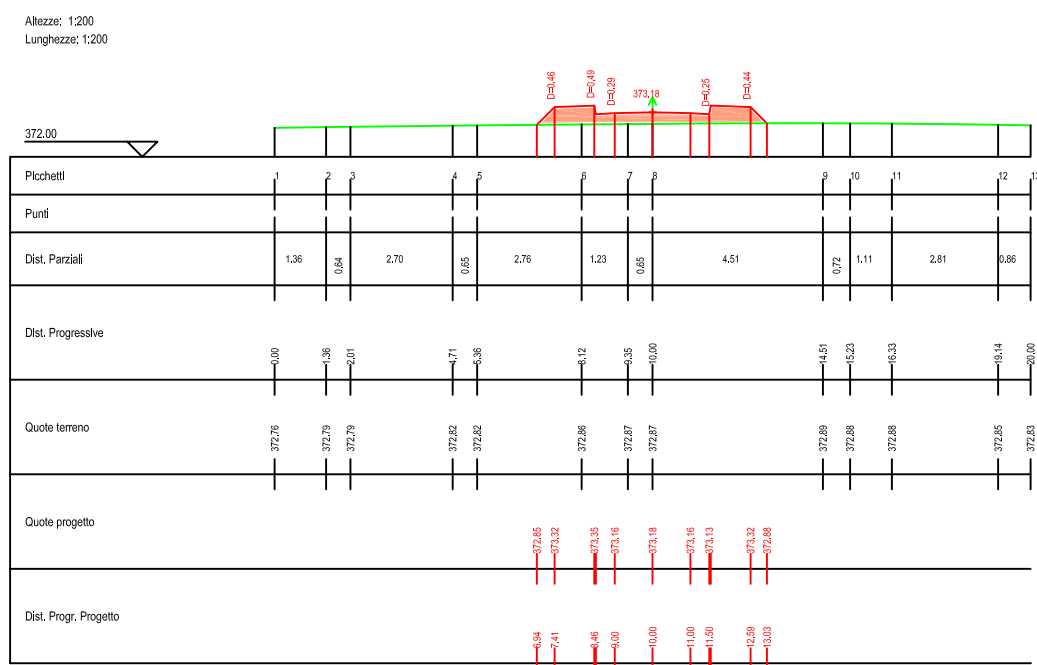 Altezze: 1:200
Lunghezze: 1:200
D=0,46 D=0,49 D=0,29 373,18 D=0,25 D=0,44
372.00
Picchetti 1 2 3 4 5 6 7 8 9 10 11 12 13
Punti
Dist. Parziali 1.36 0,64 2.70 0,65 2.76 1.23 0,65 4.51 0,72 1.11 2.81 0.86
Dist. Progressive 0.00 1,36 2,01 4,71 5,36 8,12 9,35 10,00 14,51 15,23 16,33 19,14 20,00
Quote terreno 372,76 372,79 372,79 372,82 372,82 372,86 372,87 372,87 372,89 372,88 372,88 372,85 372,83
Quote progetto 372,85 373,32 373,35 373,16 373,18 373,16 373,13 373,32 372,88
Dist. Progr. Progetto 6,94 7,41 8,46 9,00 10,00 11,00 11,50 12,59 13,03